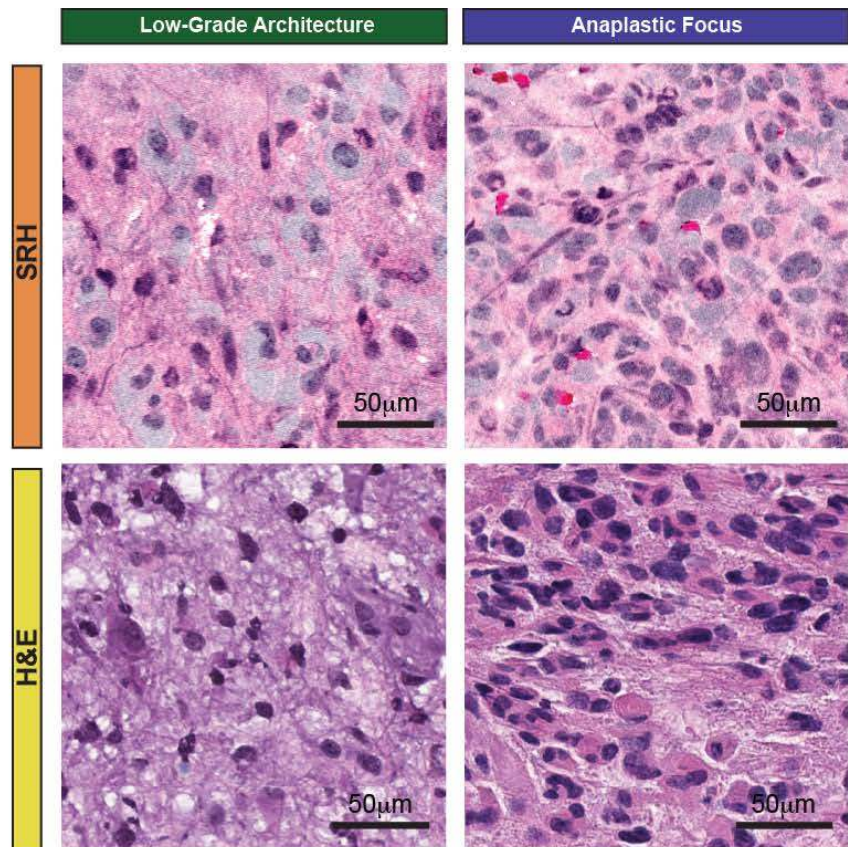 Low-Grade Architecture
Anaplastic Focus
SRH
50μm
50μm
H&E
50μm
50μm